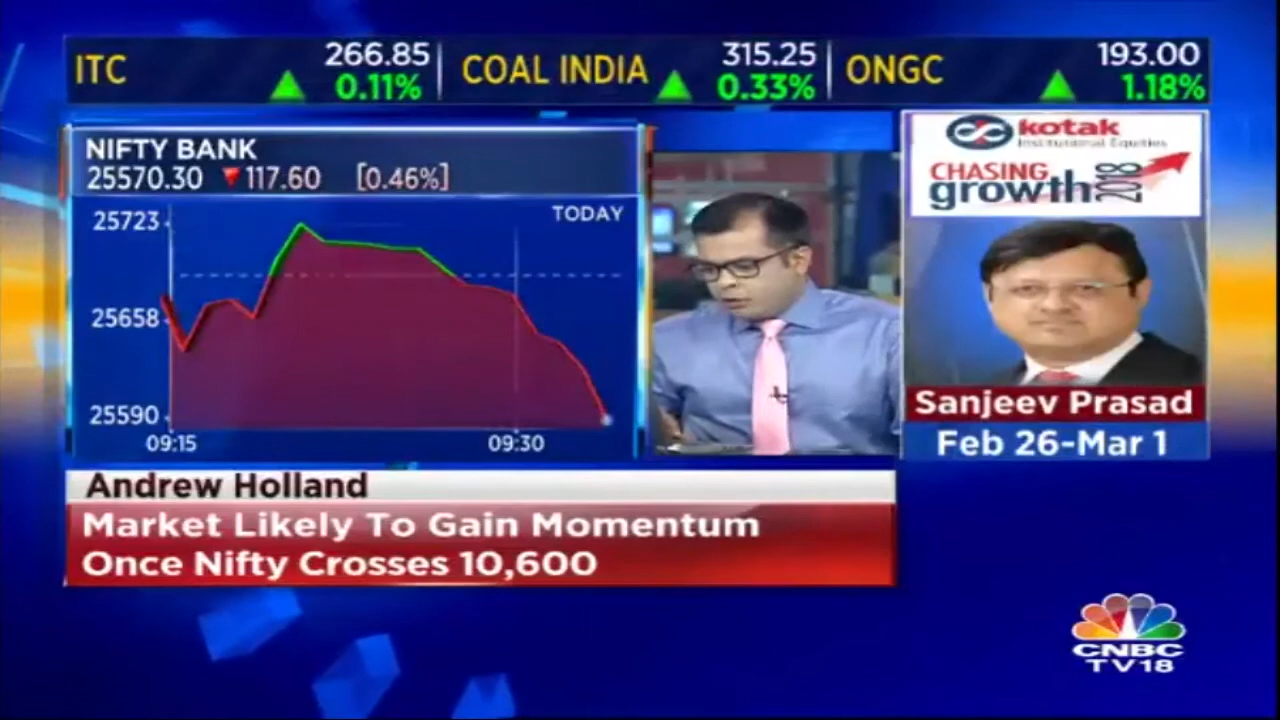 ITC 266.85 0.11% COAL INDIA 315.25 0.33% ONGC 193.00 1.18%
NIFTY BANK
25570.30 117.60 [0.46%]
TODAY
25723
25658
25590
09:15 09:30
kotak
Institutional Equities
CHASING
growth 2018
Sanjeev Prasad
Feb 26-Mar 1
Andrew Holland
Market Likely To Gain Momentum
Once Nifty Crosses 10,600
CNBC
TV18